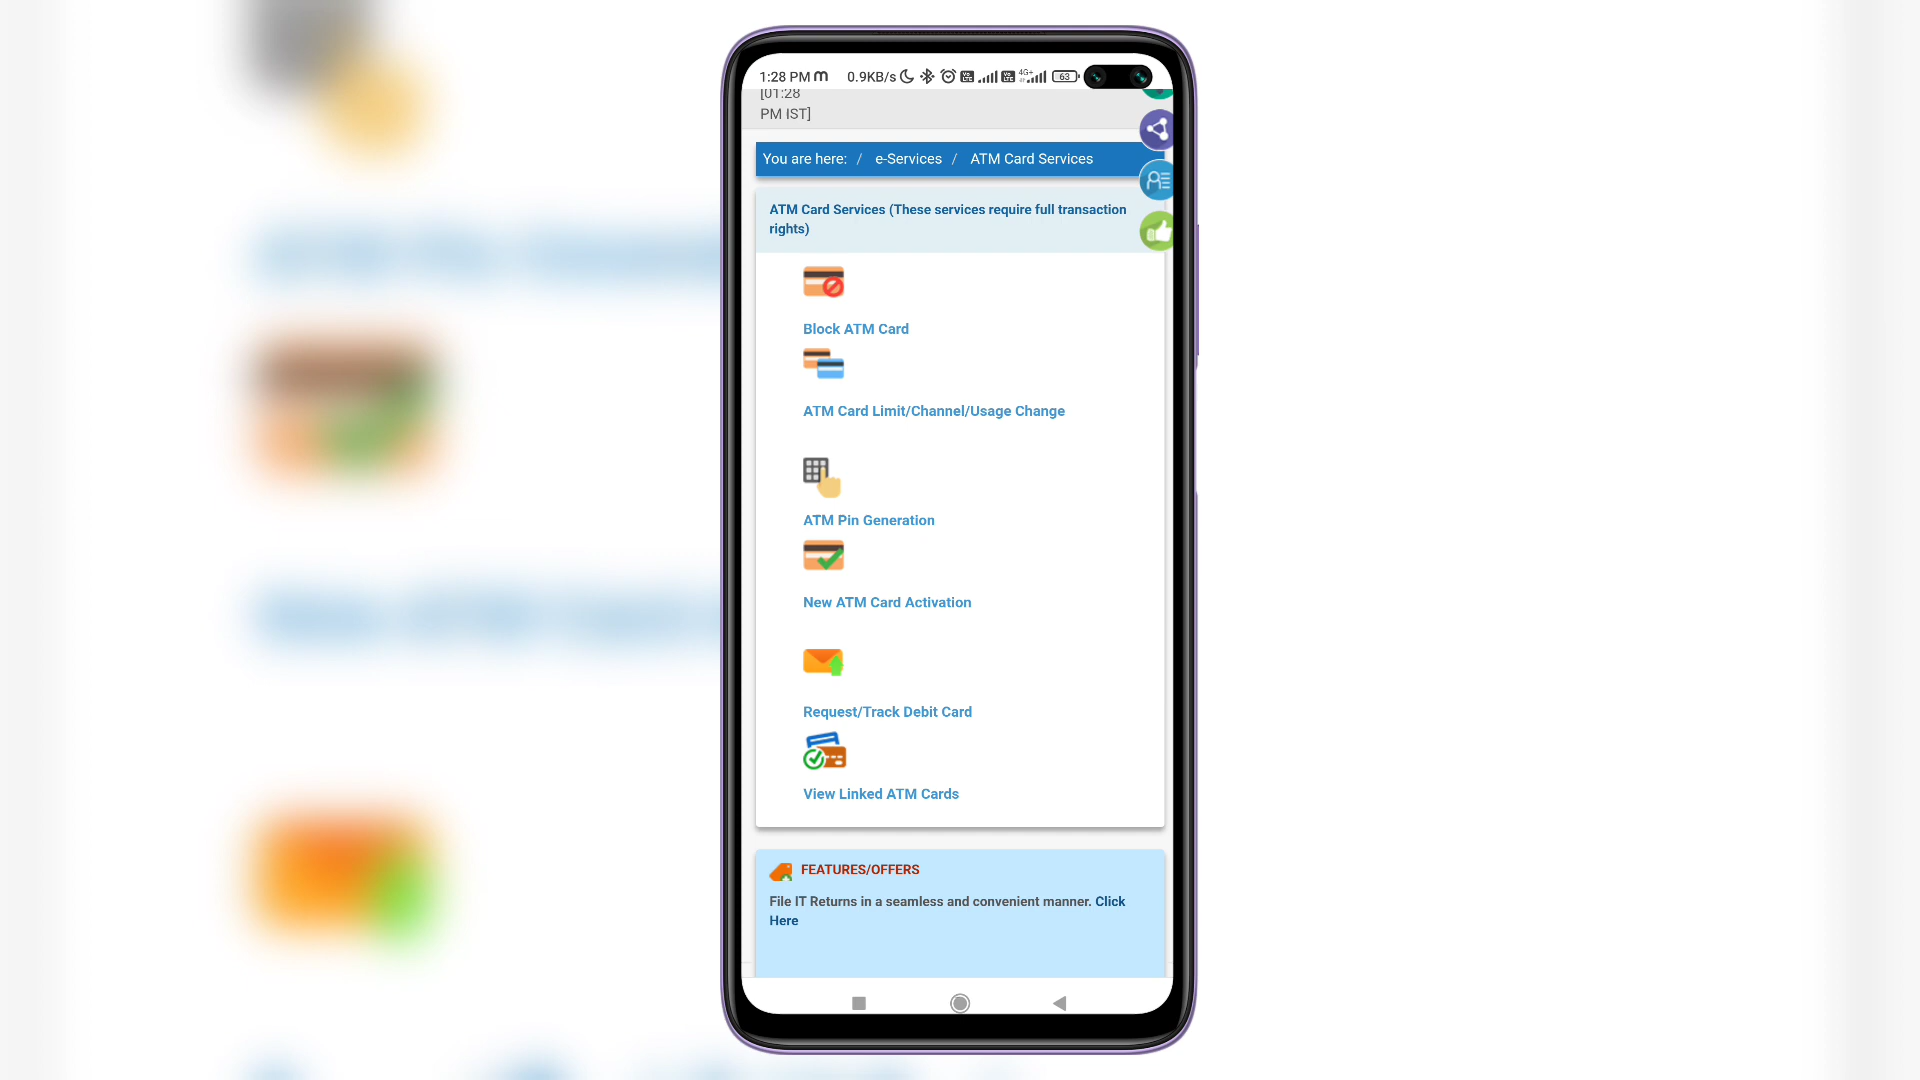 1:28 PM 0.9KB/s 4G+ 63
[01:28
PM IST]
You are here: / e-Services / ATM Card Services
ATM Card Services (These services require full transaction
rights)
Block ATM Card
ATM Card Limit/Channel/Usage Change
ATM Pin Generation
New ATM Card Activation
Request/Track Debit Card
View Linked ATM Cards
FEATURES/OFFERS
File IT Returns in a seamless and convenient manner. Click
Here